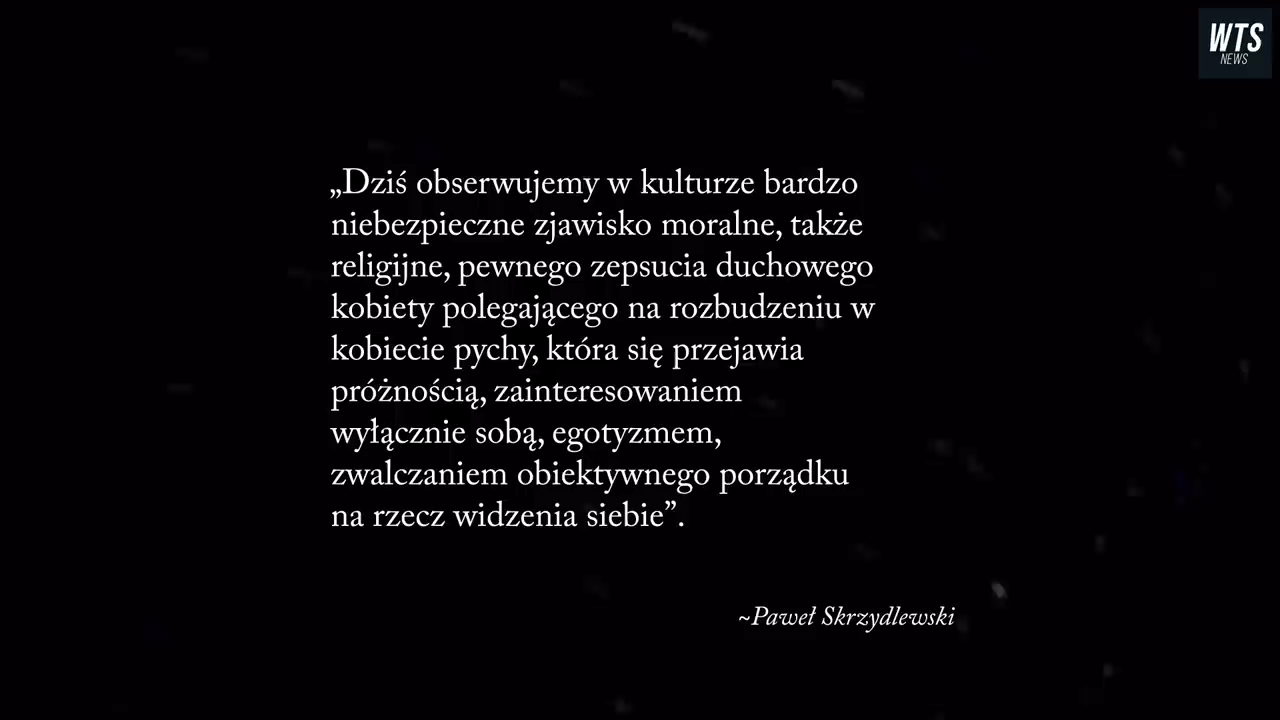 WTS
NEWS
„Dziś obserwujemy w kulturze bardzo
niebezpieczne zjawisko moralne, także
religijne, pewnego zepsucia duchowego
kobiety polegającego na rozbudzeniu w
kobiecie pychy, która się przejawia
próżnością, zainteresowaniem
wyłącznie sobą, egotyzmem,
zwalczaniem obiektywnego porządku
na rzecz widzenia siebie”.
~Paweł Skrzydlewski